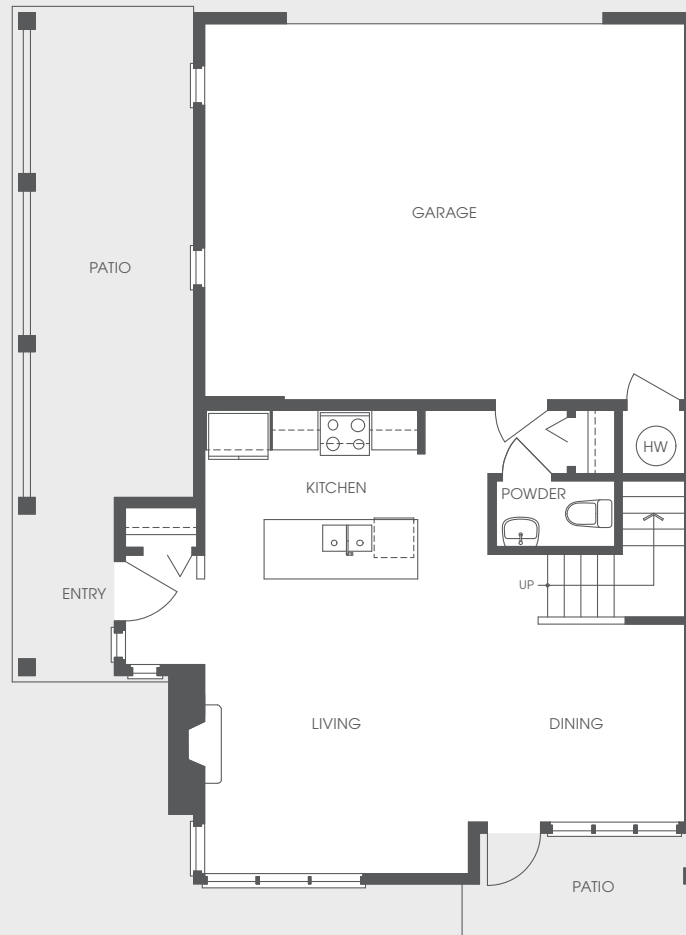 GARAGE
PATIO
HW
KITCHEN
POWDER
UP
ENTRY
LIVING
DINING
PATIO